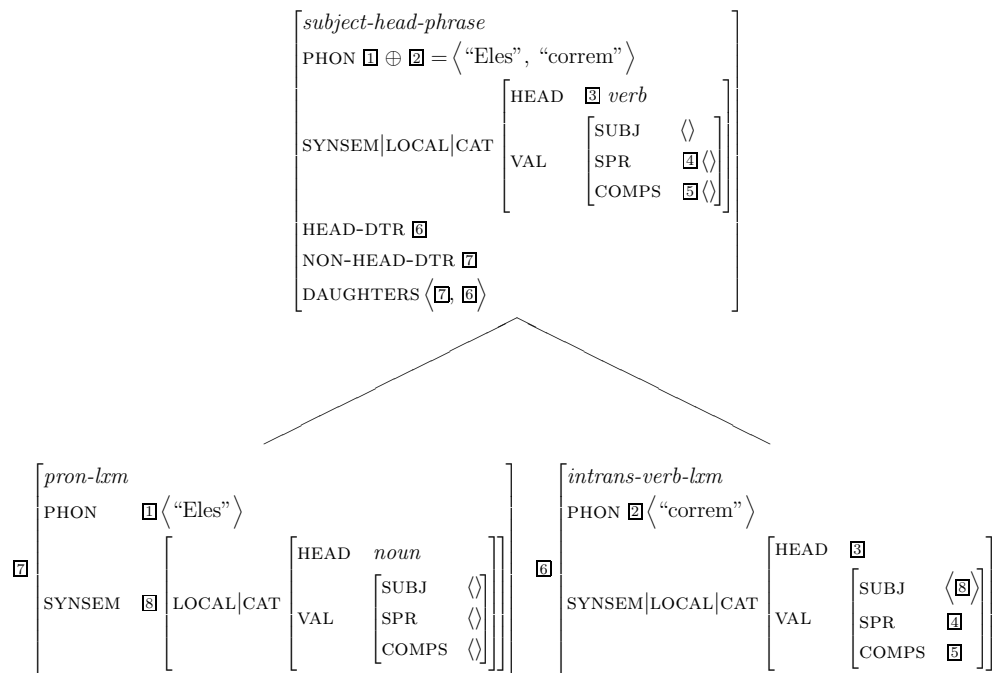 subject-head-phrase
PHON 1 ⊕ 2 = ⟨“Eles”, “correm”⟩
HEAD 3 verb
SUBJ ⟨⟩
SYNSEM|LOCAL|CAT
VAL SPR 4 ⟨⟩
COMPS 5 ⟨⟩
HEAD-DTR 6
NON-HEAD-DTR 7
DAUGHTERS ⟨7, 6⟩
7
pron-lxm
PHON 1 ⟨“Eles”⟩
HEAD noun
SUBJ ⟨⟩
SYNSEM 8 LOCAL|CAT
VAL SPR ⟨⟩
COMPS ⟨⟩
6
intrans-verb-lxm
PHON 2 ⟨“correm”⟩
HEAD 3
SUBJ ⟨8⟩
SYNSEM|LOCAL|CAT
VAL SPR 4
COMPS 5